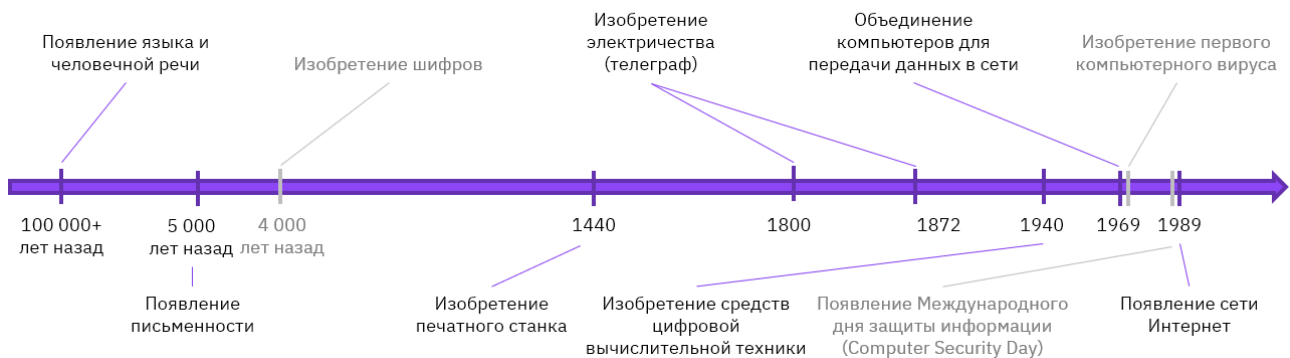 Появление языка и
человечной речи
Изобретение шифров
Изобретение
электричества
(телеграф)
Объединение
компьютеров для
передачи данных в сети
Изобретение первого
компьютерного вируса
100 000+
лет назад
5 000
лет назад
4 000
лет назад
1440
1800
1872
1940
1969
1989
Появление
письменности
Изобретение
печатного станка
Изобретение средств
цифровой
вычислительной техники
Появление Международного
дня защиты информации
(Computer Security Day)
Появление сети
Интернет